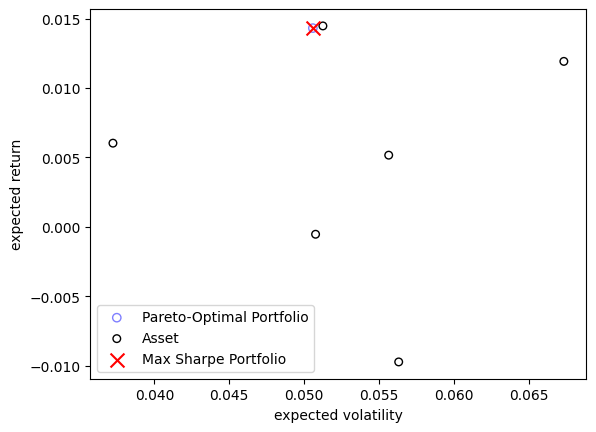 0.015
0.010
0.005
0.000
−0.005
−0.010
expected return
Pareto-Optimal Portfolio
Asset
Max Sharpe Portfolio
0.040 0.045 0.050 0.055 0.060 0.065
expected volatility